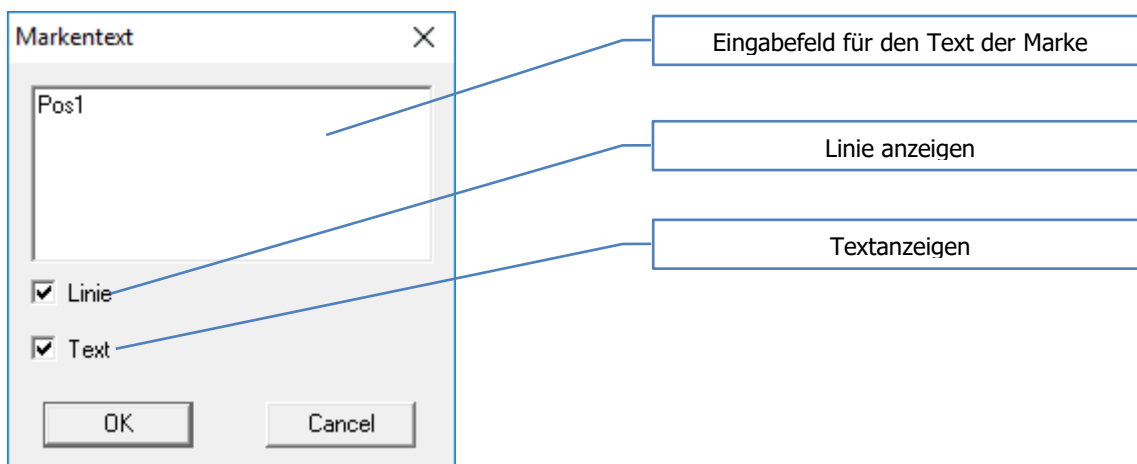 Markentext
Eingabefeld für den Text der Marke
Pos1
Linie anzeigen
Textanzeigen
Linie
Text
OK
Cancel